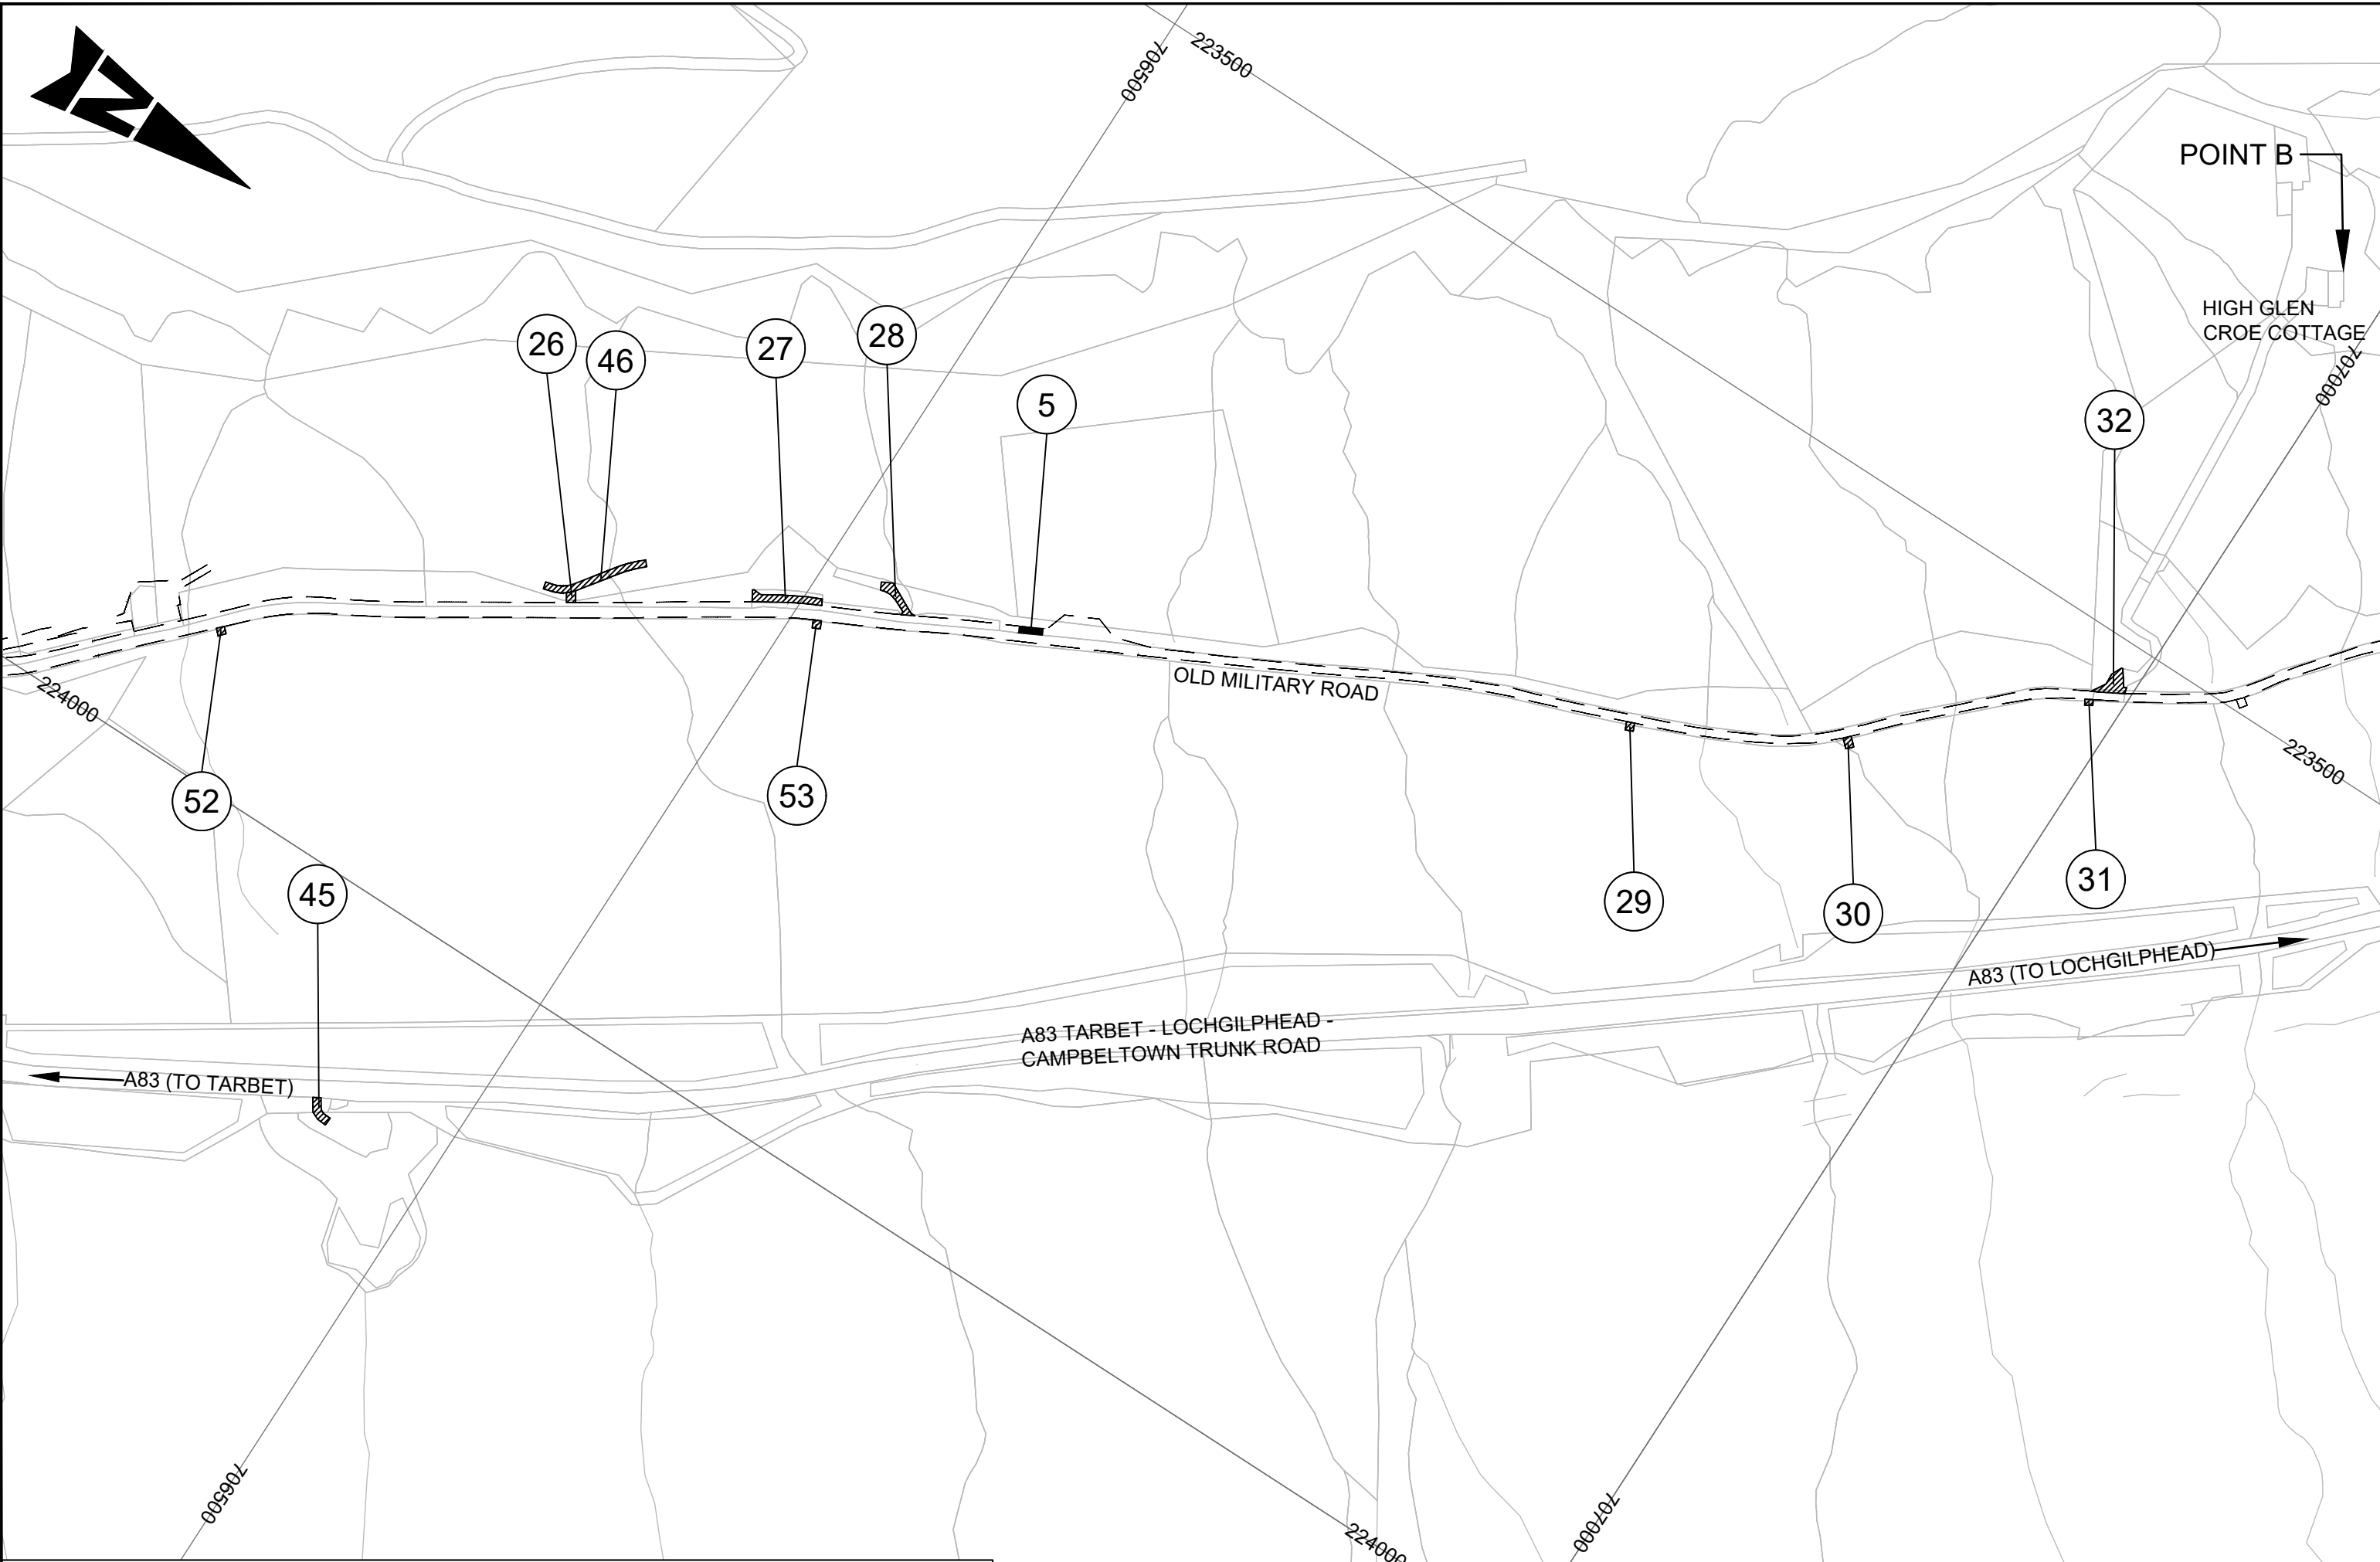 N
706500
223500
POINT B
HIGH GLEN
CROE COTTAGE
707000
26
46
27
28
5
32
OLD MILITARY ROAD
224000
223500
52
53
45
29
30
31
A83 (TO LOCHGILPHEAD)
A83 TARBET - LOCHGILPHEAD -
CAMPBELTOWN TRUNK ROAD
A83 (TO TARBET)
706500
707000
224000